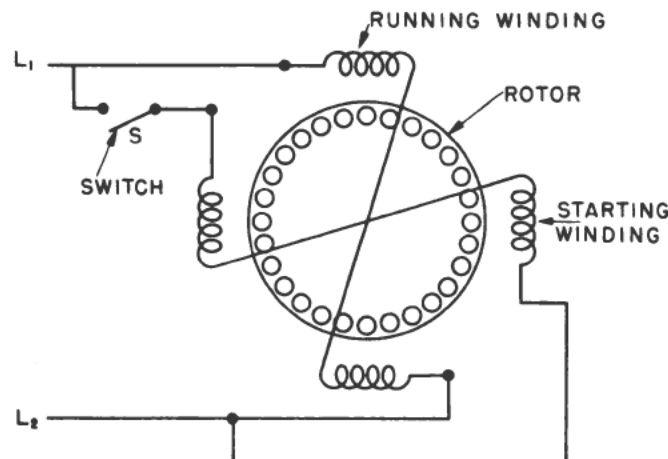 RUNNING WINDING
L₁
ROTOR
S
SWITCH
STARTING
WINDING
L₂